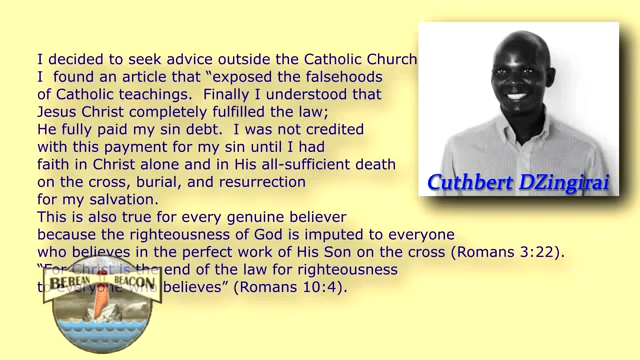 I decided to seek advice outside the Catholic Church
I found an article that “exposed the falsehoods
of Catholic teachings. Finally I understood that
Jesus Christ completely fulfilled the law;
He fully paid my sin debt. I was not credited
with this payment for my sin until I had
faith in Christ alone and in His all-sufficient death
on the cross, burial, and resurrection
for my salvation.
This is also true for every genuine believer
because the righteousness of God is imputed to everyone
who believes in the perfect work of His Son on the cross (Romans 3:22).
“For Christ is the end of the law for righteousness
to everyone who believes” (Romans 10:4).
Cuthbert DZingirai
BEREAN BEACON